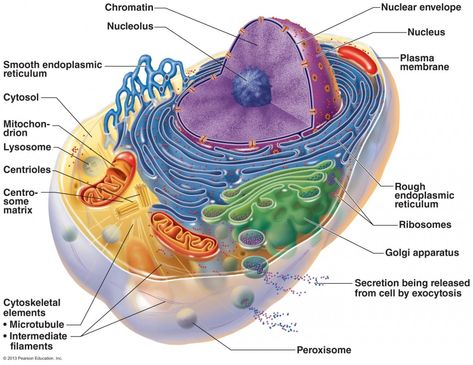 Chromatin
Nucleolus
Smooth endoplasmic
reticulum
Cytosol
Mitochon-
drion
Lysosome
Centrioles
Centro-
some
matrix
Cytoskeletal
elements
• Microtubule
• Intermediate
filaments
© 2013 Pearson Education, Inc.
Nuclear envelope
Nucleus
Plasma
membrane
Rough
endoplasmic
reticulum
Ribosomes
Golgi apparatus
Secretion being released
from cell by exocytosis
Peroxisome